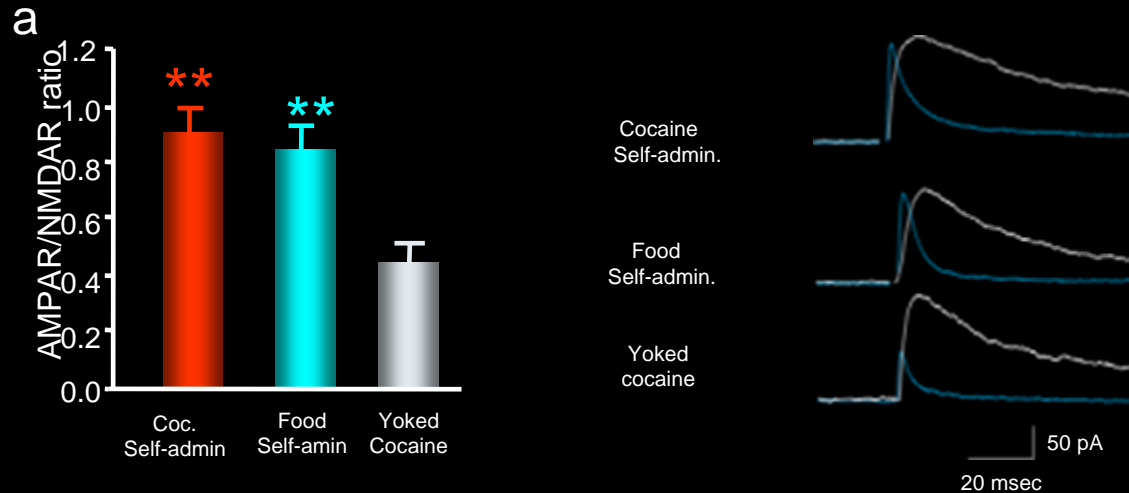 a
AMPAR/NMDAR ratio
1.2
1.0
0.8
0.6
0.4
0.2
0.0
**
**
Coc.
Self-admin
Food
Self-amin
Yoked
Cocaine
Cocaine
Self-admin.
Food
Self-admin.
Yoked
cocaine
50 pA
20 msec